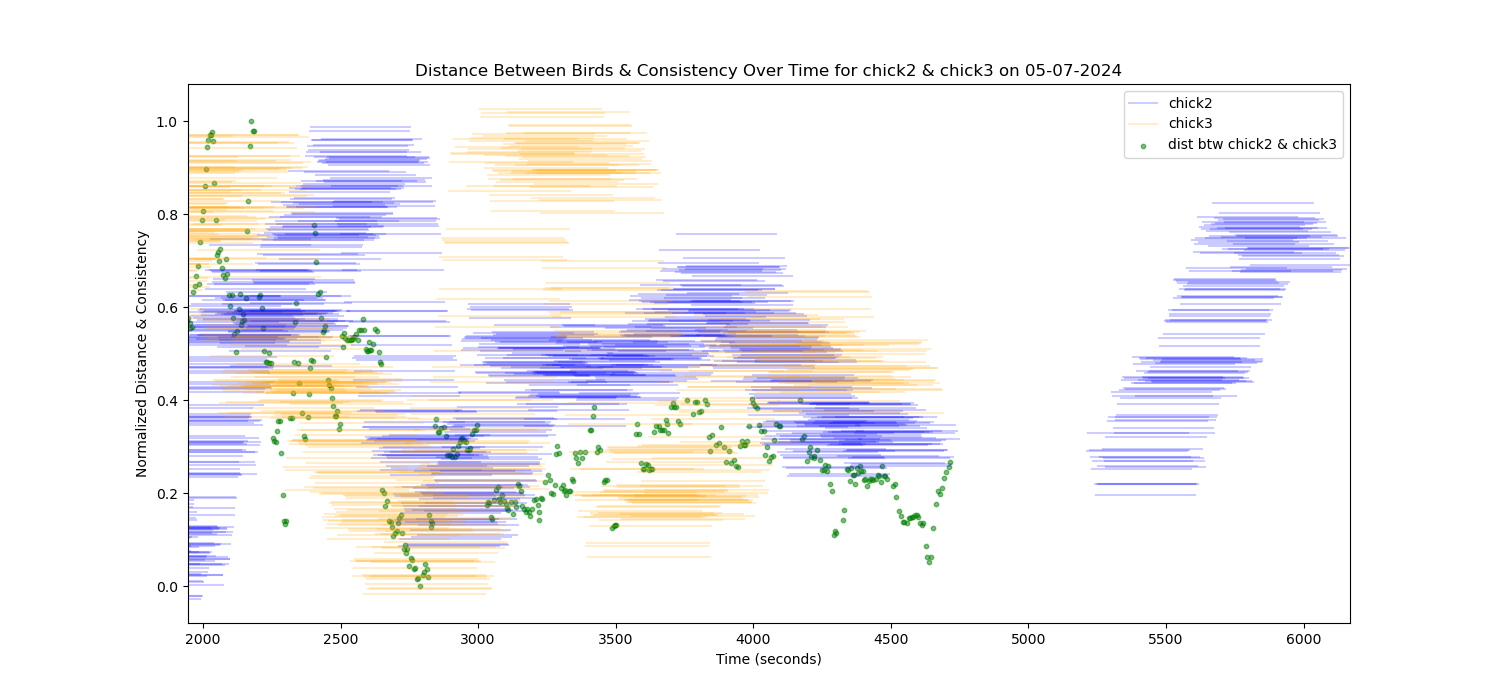 Distance Between Birds & Consistency Over Time for chick2 & chick3 on 05-07-2024
chick2
chick3
dist btw chick2 & chick3
Normalized Distance & Consistency
1.0
0.8
0.6
0.4
0.2
0.0
2000
2500
3000
3500
4000
4500
5000
5500
6000
Time (seconds)